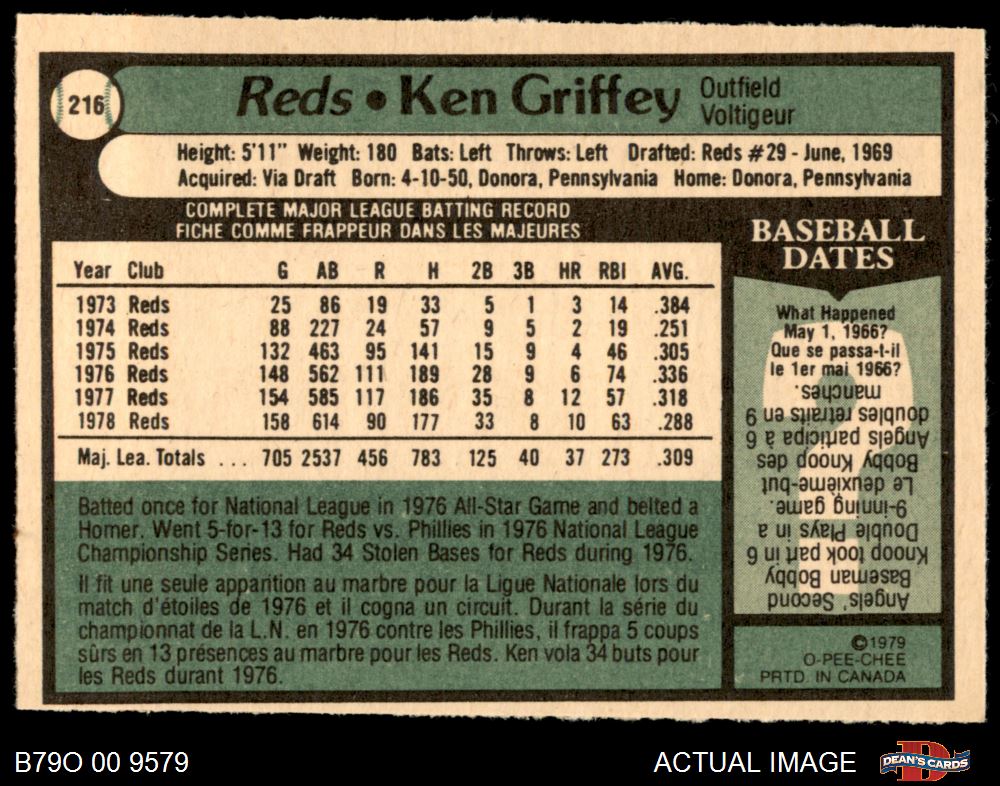 216
Reds • Ken Griffey Outfield
Voltigeur
Height: 5'11" Weight: 180 Bats: Left Throws: Left Drafted: Reds #29 - June, 1969
Acquired: Via Draft Born: 4-10-50, Donora, Pennsylvania Home: Donora, Pennsylvania
COMPLETE MAJOR LEAGUE BATTING RECORD
FICHE COMME FRAPPEUR DANS LES MAJEURES
Year Club G AB R H 2B 3B HR RBI AVG.
1973 Reds 25 86 19 33 5 1 3 14 .384
1974 Reds 88 227 24 57 9 5 2 19 .251
1975 Reds 132 463 95 141 15 9 4 46 .305
1976 Reds 148 562 111 189 28 9 6 74 .336
1977 Reds 154 585 117 186 35 8 12 57 .318
1978 Reds 158 614 90 177 33 8 10 63 .288
Maj. Lea. Totals ... 705 2537 456 783 125 40 37 273 .309
Batted once for National League in 1976 All-Star Game and belted a
Homer. Went 5-for-13 for Reds vs. Phillies in 1976 National League
Championship Series. Had 34 Stolen Bases for Reds during 1976.
Il fit une seule apparition au marbre pour la Ligue Nationale lors du
match d'étoiles de 1976 et il cogna un circuit. Durant la série du
championnat de la L.N. en 1976 contre les Phillies, il frappa 5 coups
sûrs en 13 présences au marbre pour les Reds. Ken vola 34 buts pour
les Reds durant 1976.
BASEBALL
DATES
What Happened
May 1, 1966?
Que se passa-t-il
le 1er mai 1966?
Angels' Second
Baseman Bobby
Knoop took part in 6
Double Plays in a
9-inning game.
Le deuxième-but
Bobby Knoop des
Angels participa à 6
doubles retraits en 9
manches.
©1979
O-PEE-CHEE
PRTD. IN CANADA
B79O 00 9579
ACTUAL IMAGE
D
DEAN'S CARDS